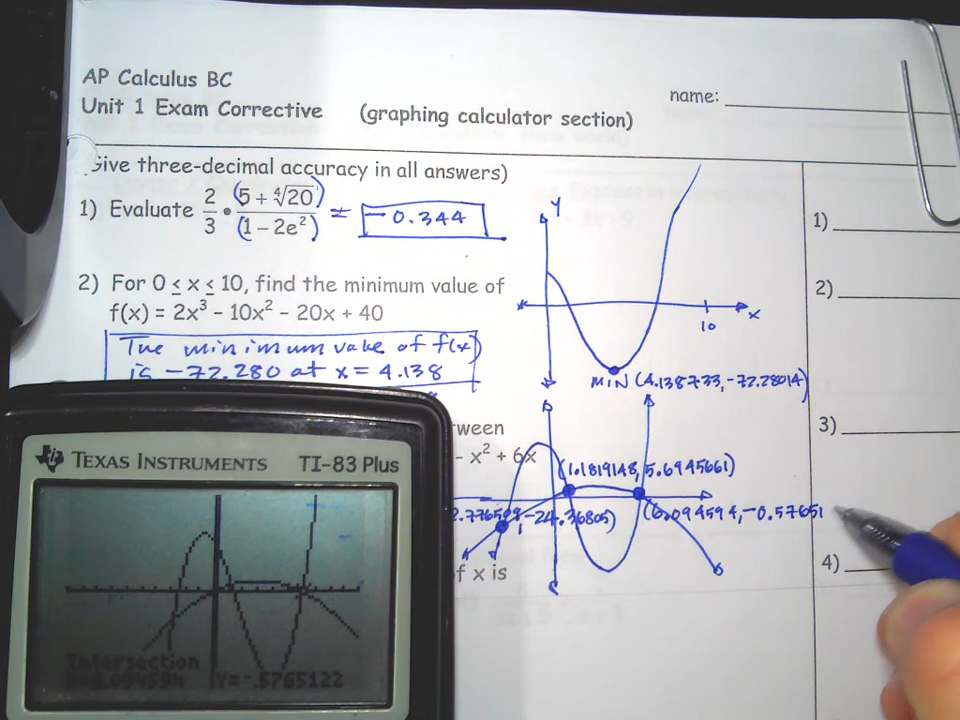 AP Calculus BC
Unit 1 Exam Corrective (graphing calculator section)
name:
Give three-decimal accuracy in all answers)
1) Evaluate 2/3 • (5 + ∜20)/(1 – 2e²) = -0.344
Y
x
10
MIN (4.138733, -72.28014)
2) For 0 ≤ x ≤ 10, find the minimum value of
f(x) = 2x³ - 10x² - 20x + 40
The minimum value of f(x)
is -72.280 at x = 4.138
- x² + 6x
(1.1819148, 5.6945661)
-24.36805)
(6.094594, -0.57651
f x is
1)
2)
3)
4)
TEXAS INSTRUMENTS TI-83 Plus
Intersection
Y=-.5765122